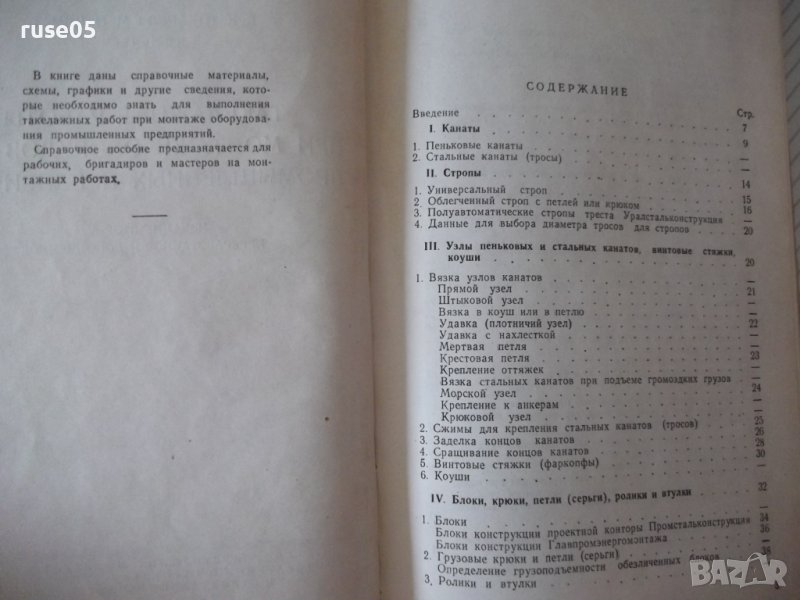 ruse05
В книге даны справочные материалы,
схемы, графики и другие сведения, кото-
рые необходимо знать для выполнения
такелажных работ при монтаже оборудова-
ния промышленных предприятий.
Справочное пособие предназначается для
рабочих, бригадиров и мастеров на мон-
тажных работах.
СОДЕРЖАНИЕ
Введение Стр.
I. Канаты 7
1. Пеньковые канаты 9
2. Стальные канаты (тросы) —
II. Стропы —
1. Универсальный строп 14
2. Облегченный строп с петлей или крюком 15
3. Полуавтоматические стропы треста Уралстальконструкция 16
4. Данные для выбора диаметра тросов для стропов 20
III. Узлы пеньковых и стальных канатов, винтовые стяжки,
коуши 20
1. Вязка узлов канатов
Прямой узел 21
Штыковой узел —
Вязка в коуш или в петлю —
Удавка (плотничий узел) 22
Удавка с нахлесткой —
Мертвая петля —
Крестовая петля 23
Крепление оттяжек —
Вязка стальных канатов при подъеме громоздких грузов —
Морской узел 24
Крепление к анкерам —
Крюковой узел —
2. Сжимы для крепления стальных канатов (тросов) 25
3. Заделка концов канатов 26
4. Сращивание концов канатов 28
5. Винтовые стяжки (фаркопфы) 30
6. Коуши —
IV. Блоки, крюки, петли (серьги), ролики и втулки 32
1. Блоки
Блоки конструкции проектной конторы Промстальконструкция 34
Блоки конструкции Главпромэнергомонтажа 36
2. Грузовые крюки и петли (серьги) —
Определение грузоподъемности обезличенных блоков 38
3. Ролики и втулки
BAZAR